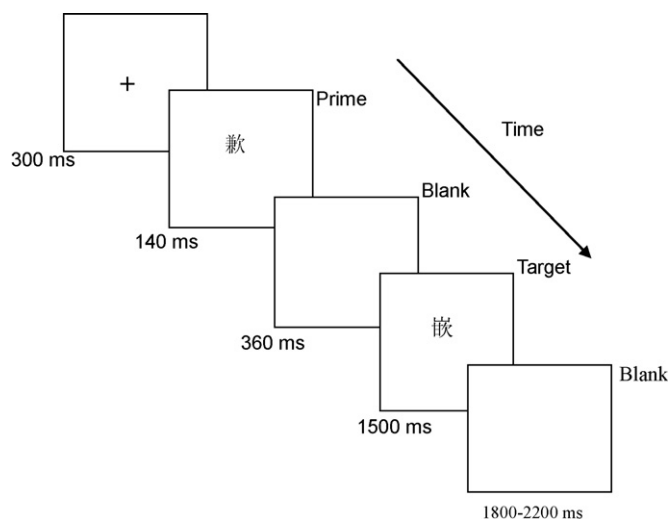 +
300 ms
Prime
歉
140 ms
Blank
360 ms
Target
嵌
1500 ms
Blank
1800-2200 ms
Time